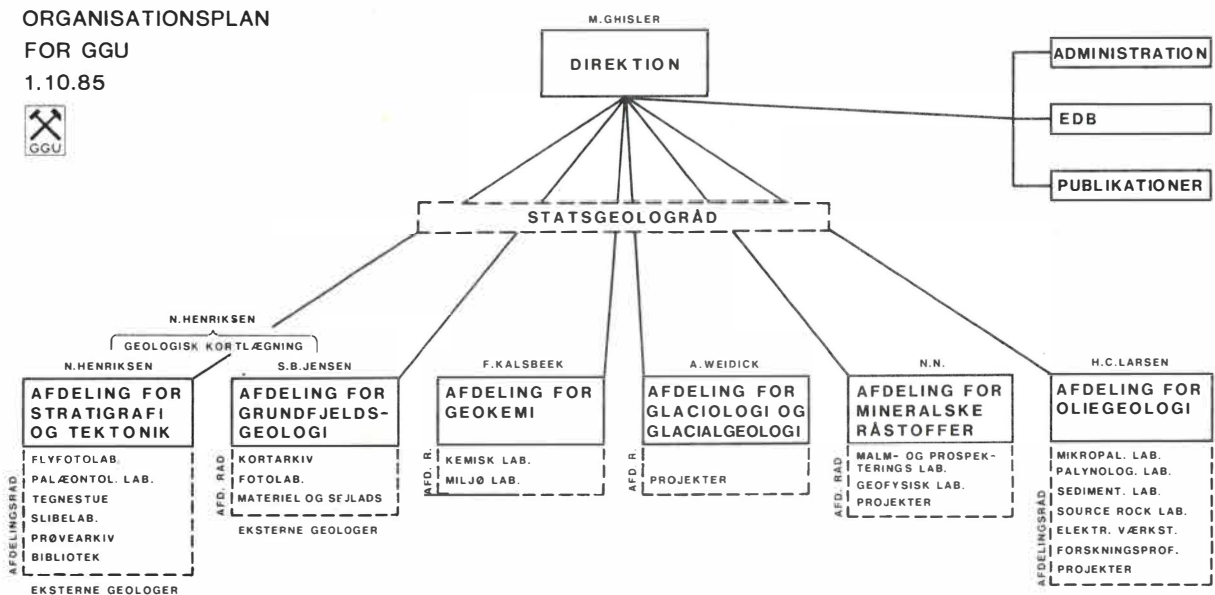 ORGANISATIONSPLAN
FOR GGU
1.10.85
GGU
M.GHISLER
DIREKTION
ADMINISTRATION
EDB
PUBLIKATIONER
STATSGEOLOGRÅD
N.HENRIKSEN
GEOLOGISK KORTLÆGNING
N.HENRIKSEN
AFDELING FOR
STRATIGRAFI
OG TEKTONIK
AFDELINGSRÅD
FLYFOTOLAB.
PALÆONTOL. LAB.
TEGNESTUE
SLIBELAB.
PRØVEARKIV
BIBLIOTEK
EKSTERNE GEOLOGER
S.B.JENSEN
AFDELING FOR
GRUNDFJELDS-
GEOLOGI
AFD. RÅD
KORTARKIV
FOTOLAB.
MATERIEL OG SEJLADS
EKSTERNE GEOLOGER
F.KALSBEEK
AFDELING FOR
GEOKEMI
AFD. R.
KEMISK LAB.
MILJØ LAB.
A.WEIDICK
AFDELING FOR
GLACIOLOGI OG
GLACIALGEOLOGI
AFD. R.
PROJEKTER
N.N.
AFDELING FOR
MINERALSKE
RÅSTOFFER
AFD. RÅD
MALM- OG PROSPEK-
TERINGS LAB.
GEOFYSISK LAB.
PROJEKTER
H.C.LARSEN
AFDELING FOR
OLIEGEOLOGI
AFDELINGSRÅD
MIKROPAL. LAB.
PALYNOLOG. LAB.
SEDIMENT. LAB.
SOURCE ROCK LAB.
ELEKTR. VÆRKST.
FORSKNINGSPROF.
PROJEKTER